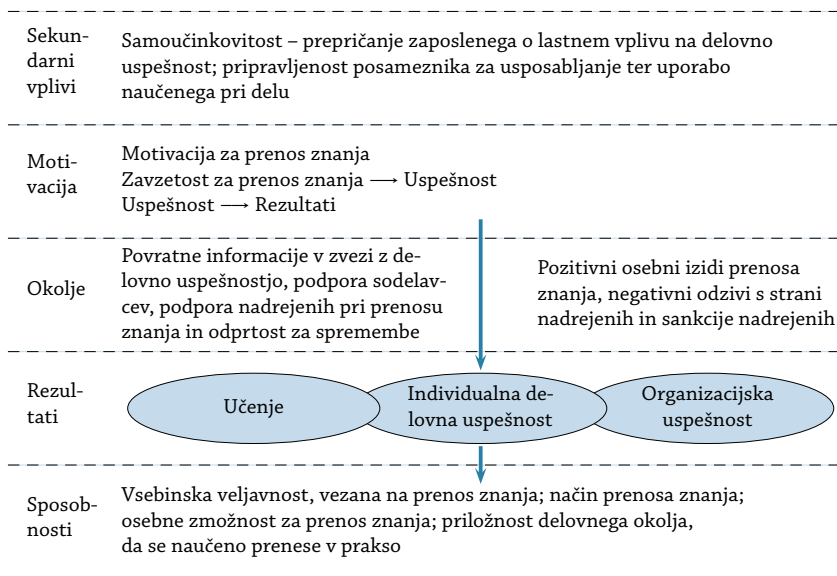 Sekun-
darni
vplivi
Samoučinkovitost – prepričanje zaposlenega o lastnem vplivu na delovno
uspešnost; pripravljenost posameznika za usposabljanje ter uporabo
naučenega pri delu
Moti-
vacija
Motivacija za prenos znanja
Zavzetost za prenos znanja ⟶ Uspešnost
Uspešnost ⟶ Rezultati
Okolje
Povratne informacije v zvezi z de-
lovno uspešnostjo, podpora sodelav-
cev, podpora nadrejenih pri prenosu
znanja in odprtost za spremembe
Pozitivni osebni izidi prenosa
znanja, negativni odzivi s strani
nadrejenih in sankcije nadrejenih
Rezul-
tati
Učenje
Individualna de-
lovna uspešnost
Organizacijska
uspešnost
Sposob-
nosti
Vsebinska veljavnost, vezana na prenos znanja; način prenosa znanja;
osebne zmožnost za prenos znanja; priložnost delovnega okolja,
da se naučeno prenese v prakso